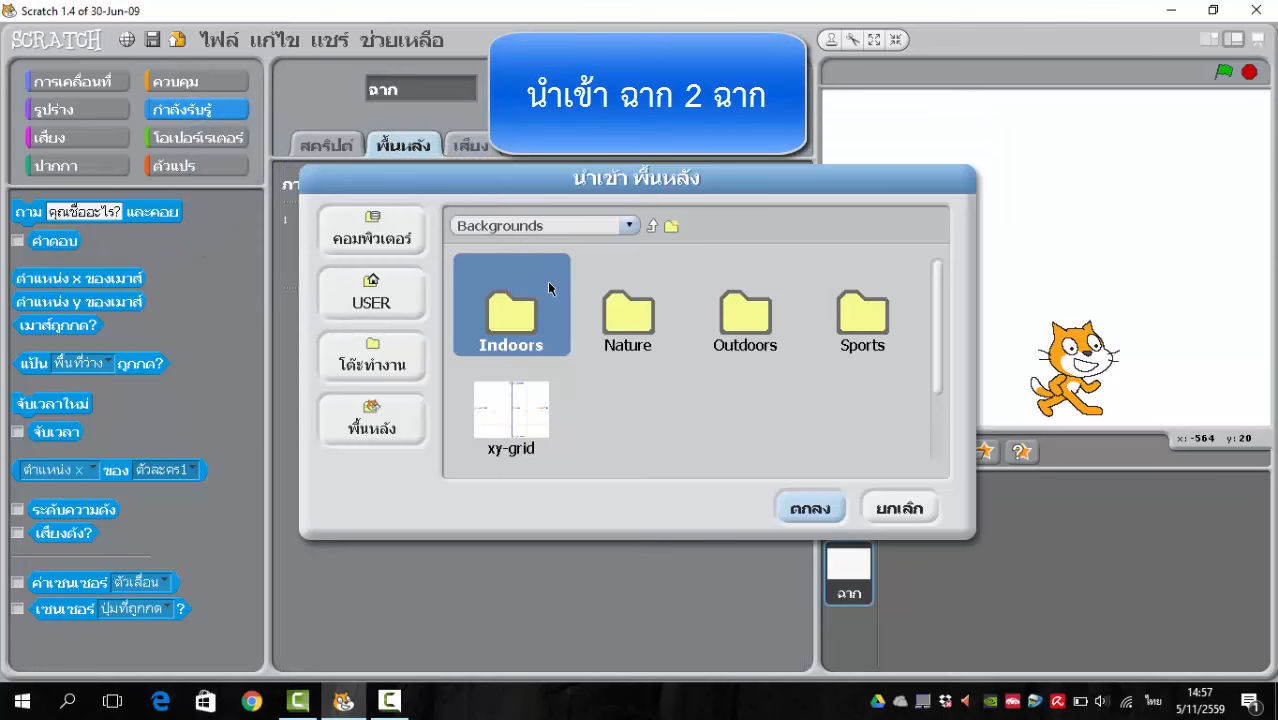 Scratch 1.4 of 30-Jun-09
SCRATCH ไฟล์ แก้ไข แชร์ ช่วยเหลือ
การเคลื่อนที่ ควบคุม
รูปร่าง กำลังรับรู้
เสียง โอเปอร์เรเตอร์
ปากกา ตัวแปร
ถาม คุณชื่ออะไร? และคอย
คำตอบ
ตำแหน่ง x ของเมาส์
ตำแหน่ง y ของเมาส์
เมาส์ถูกกด?
แป้น พื้นที่ว่าง ถูกกด?
จับเวลาใหม่
จับเวลา
ตำแหน่ง x ของ ตัวละคร1
ระดับความดัง
เสียงดัง?
ค่าเซนเซอร์ ตัวเลื่อน
เซนเซอร์ ปุ่มที่ถูกกด ?
ฉาก
สคริปต์ พื้นหลัง เสียง
1
นำเข้า ฉาก 2 ฉาก
นำเข้า พื้นหลัง
คอมพิวเตอร์
USER
โต๊ะทำงาน
พื้นหลัง
Backgrounds
Indoors Nature Outdoors Sports
xy-grid
ตกลง ยกเลิก
x: -564 y: 20
ฉาก
ไทย
14:57
5/11/2559
1